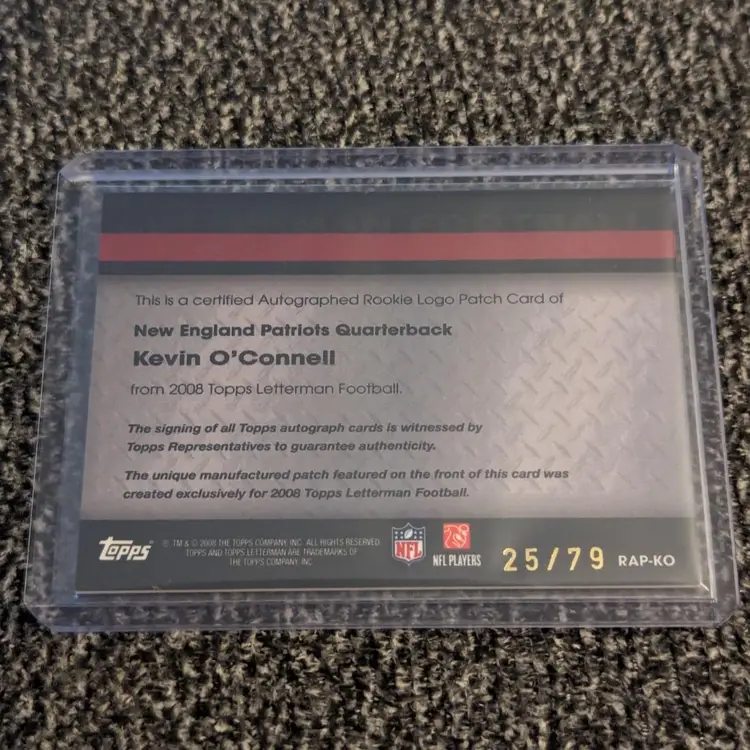 This is a certified Autographed Rookie Logo Patch Card of
New England Patriots Quarterback
Kevin O'Connell
from 2008 Topps Letterman Football.
The signing of all Topps autograph cards is witnessed by
Topps Representatives to guarantee authenticity.
The unique manufactured patch featured on the front of this card was
created exclusively for 2008 Topps Letterman Football.
Topps
® TM & © 2008 THE TOPPS COMPANY, INC. ALL RIGHTS RESERVED.
TOPPS AND TOPPS LETTERMAN ARE TRADEMARKS OF
THE TOPPS COMPANY, INC.
NFL
NFL PLAYERS
25/79
RAP-KO